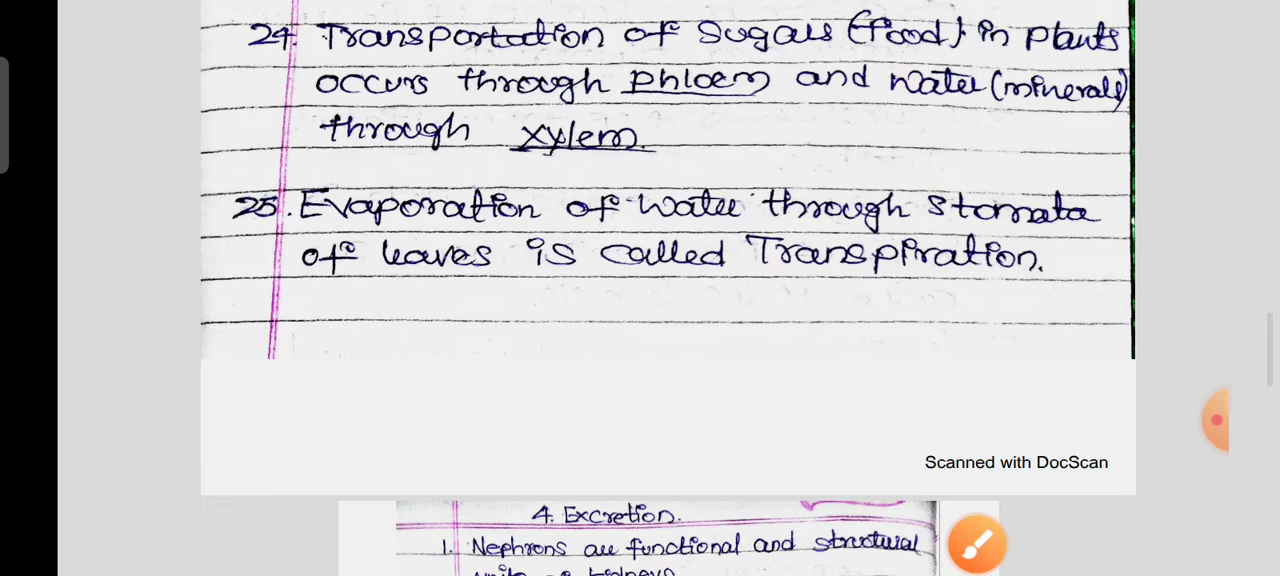 24. Transportation of Sugars (food) in plants
occurs through phloem and water (minerals)
through xylem.
25. Evaporation of water through stomata
of leaves is called Transpiration.
Scanned with DocScan
4. Excretion.
1. Nephrons are functional and structural
kidneys